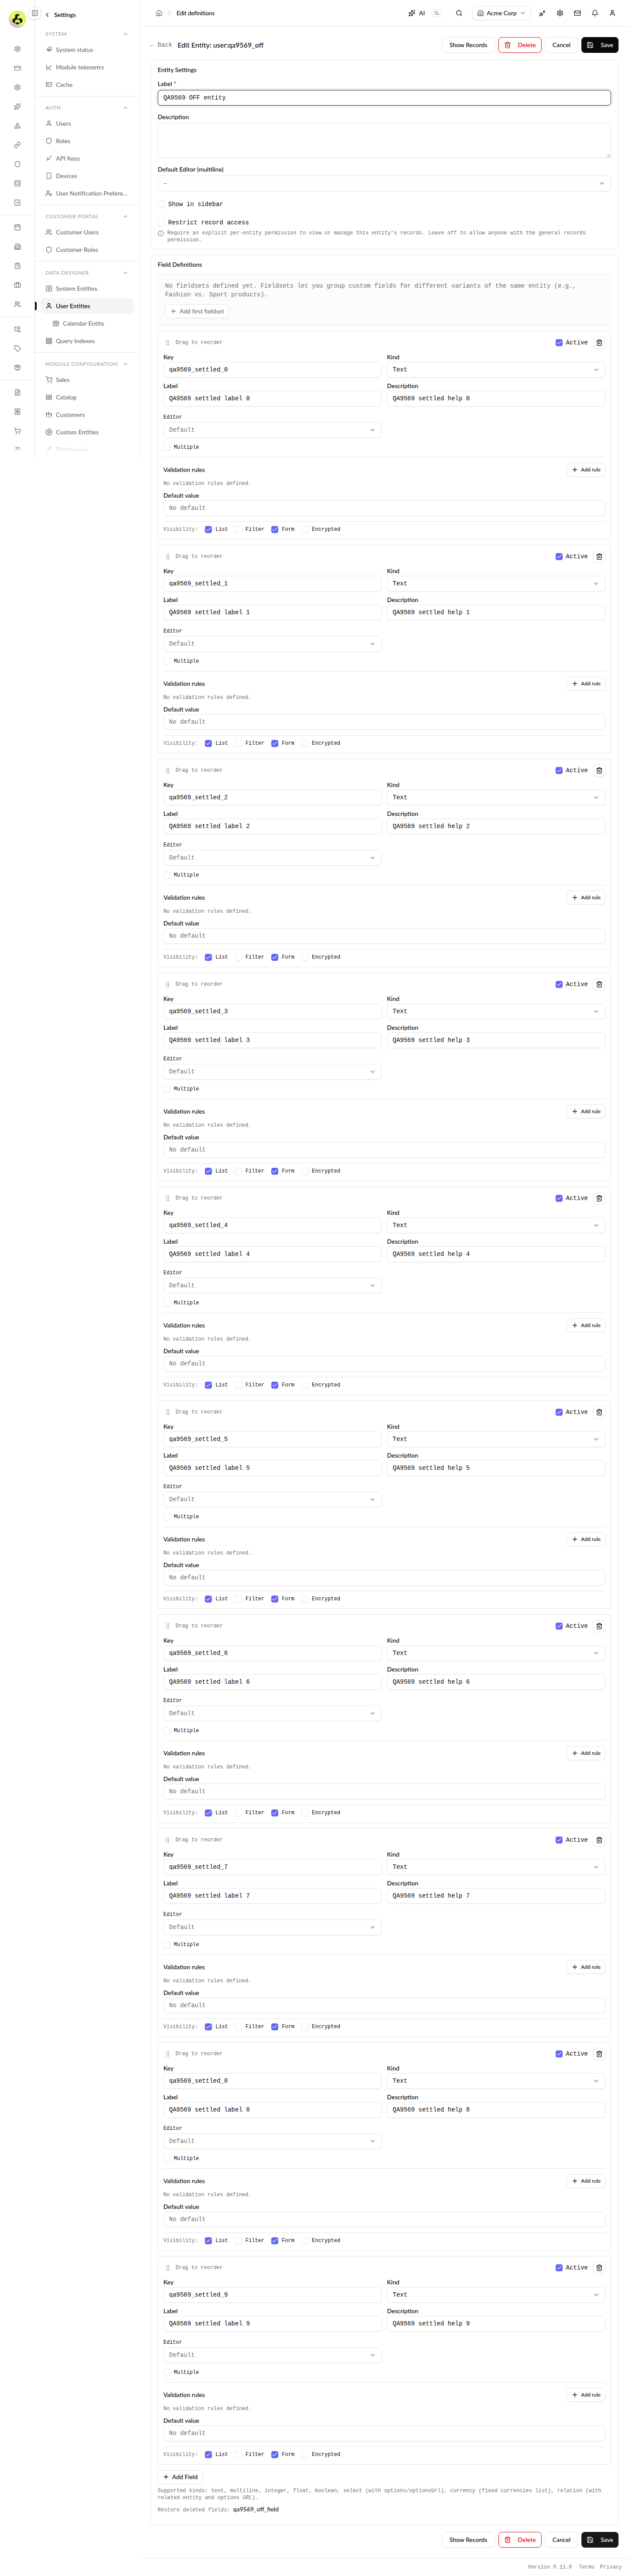 Settings
Edit definitions
AI
TL
Acme Corp
SYSTEM
System status
Module telemetry
Cache
AUTH
Users
Roles
API Keys
Devices
User Notification Prefere...
CUSTOMER PORTAL
Customer Users
Customer Roles
DATA DESIGNER
System Entities
User Entities
Calendar Entity
Query Indexes
MODULE CONFIGURATION
Sales
Catalog
Customers
Custom Entities
Dictionaries
← Back
Edit Entity: user:qa9569_off
Show Records
Delete
Cancel
Save
Entity Settings
Label *
QA9569 OFF entity
Description
Default Editor (multiline)
—
Show in sidebar
Restrict record access
Require an explicit per-entity permission to view or manage this entity's records. Leave off to allow anyone with the general records
permission.
Field Definitions
No fieldsets defined yet. Fieldsets let you group custom fields for different variants of the same entity (e.g.,
Fashion vs. Sport products).
Add first fieldset
Drag to reorder
Active
Key
Kind
qa9569_settled_0
Text
Label
Description
QA9569 settled label 0
QA9569 settled help 0
Editor
Default
Multiple
Validation rules
Add rule
No validation rules defined.
Default value
No default
Visibility: List Filter Form Encrypted
Drag to reorder
Active
Key
Kind
qa9569_settled_1
Text
Label
Description
QA9569 settled label 1
QA9569 settled help 1
Editor
Default
Multiple
Validation rules
Add rule
No validation rules defined.
Default value
No default
Visibility: List Filter Form Encrypted
Drag to reorder
Active
Key
Kind
qa9569_settled_2
Text
Label
Description
QA9569 settled label 2
QA9569 settled help 2
Editor
Default
Multiple
Validation rules
Add rule
No validation rules defined.
Default value
No default
Visibility: List Filter Form Encrypted
Drag to reorder
Active
Key
Kind
qa9569_settled_3
Text
Label
Description
QA9569 settled label 3
QA9569 settled help 3
Editor
Default
Multiple
Validation rules
Add rule
No validation rules defined.
Default value
No default
Visibility: List Filter Form Encrypted
Drag to reorder
Active
Key
Kind
qa9569_settled_4
Text
Label
Description
QA9569 settled label 4
QA9569 settled help 4
Editor
Default
Multiple
Validation rules
Add rule
No validation rules defined.
Default value
No default
Visibility: List Filter Form Encrypted
Drag to reorder
Active
Key
Kind
qa9569_settled_5
Text
Label
Description
QA9569 settled label 5
QA9569 settled help 5
Editor
Default
Multiple
Validation rules
Add rule
No validation rules defined.
Default value
No default
Visibility: List Filter Form Encrypted
Drag to reorder
Active
Key
Kind
qa9569_settled_6
Text
Label
Description
QA9569 settled label 6
QA9569 settled help 6
Editor
Default
Multiple
Validation rules
Add rule
No validation rules defined.
Default value
No default
Visibility: List Filter Form Encrypted
Drag to reorder
Active
Key
Kind
qa9569_settled_7
Text
Label
Description
QA9569 settled label 7
QA9569 settled help 7
Editor
Default
Multiple
Validation rules
Add rule
No validation rules defined.
Default value
No default
Visibility: List Filter Form Encrypted
Drag to reorder
Active
Key
Kind
qa9569_settled_8
Text
Label
Description
QA9569 settled label 8
QA9569 settled help 8
Editor
Default
Multiple
Validation rules
Add rule
No validation rules defined.
Default value
No default
Visibility: List Filter Form Encrypted
Drag to reorder
Active
Key
Kind
qa9569_settled_9
Text
Label
Description
QA9569 settled label 9
QA9569 settled help 9
Editor
Default
Multiple
Validation rules
Add rule
No validation rules defined.
Default value
No default
Visibility: List Filter Form Encrypted
Add Field
Supported kinds: text, multiline, integer, float, boolean, select (with options/optionsUrl), currency (fixed currencies list), relation (with
related entity and options URL).
Restore deleted fields: qa9569_off_field
Show Records
Delete
Cancel
Save
Version 0.11.0 Terms Privacy